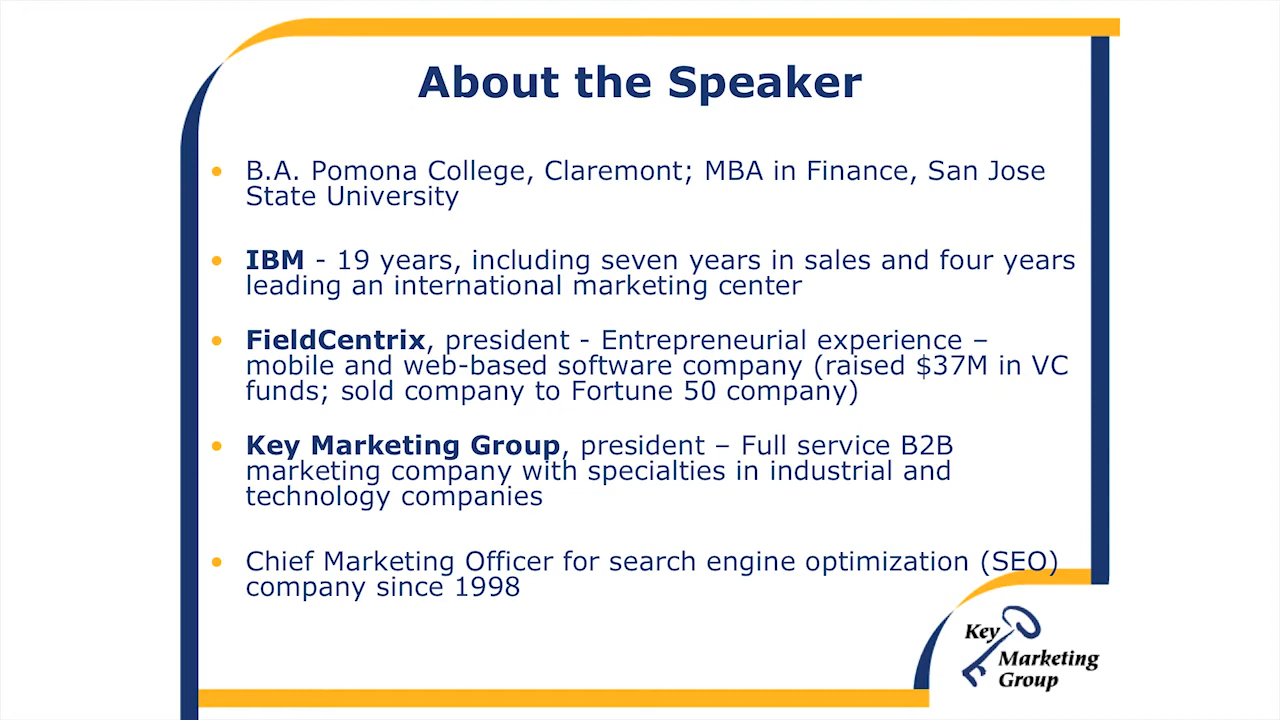 About the Speaker
B.A. Pomona College, Claremont; MBA in Finance, San Jose
State University
IBM - 19 years, including seven years in sales and four years
leading an international marketing center
FieldCentrix, president - Entrepreneurial experience –
mobile and web-based software company (raised $37M in VC
funds; sold company to Fortune 50 company)
Key Marketing Group, president – Full service B2B
marketing company with specialties in industrial and
technology companies
Chief Marketing Officer for search engine optimization (SEO)
company since 1998
Key
Marketing
Group